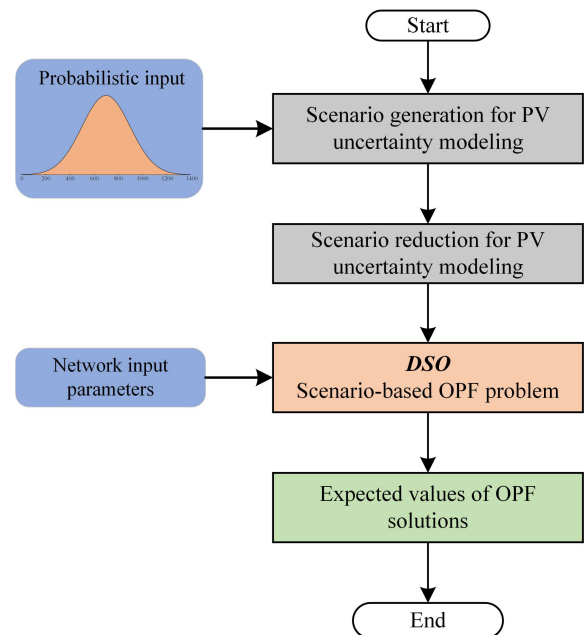 Start
Probabilistic input
0 200 400 600 800 1000 1200 1400
Scenario generation for PV
uncertainty modeling
Scenario reduction for PV
uncertainty modeling
Network input
parameters
DSO
Scenario-based OPF problem
Expected values of OPF
solutions
End